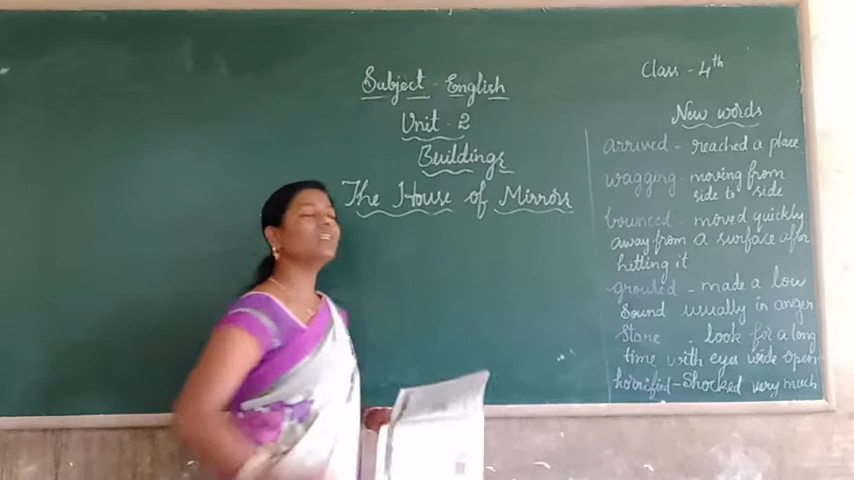 Subject - English
Unit - 2
Buildings
The House of Mirrors
Class - 4th
New words
arrived - reached a place
wagging - moving from
side to side
bounced - moved quickly
away from a surface after
hetting it
grouled - made a low
sound usually in anger
Stare - look for a long
time with eyes wide open
horrified - Shocked very much